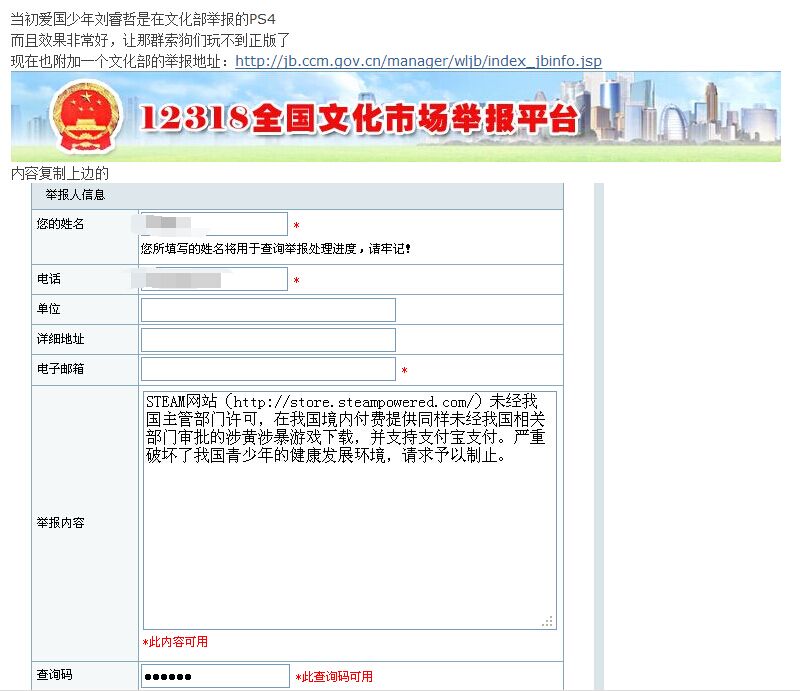 当初爱国少年刘睿哲是在文化部举报的PS4
而且效果非常好，让那群索狗们玩不到正版了
现在也附加一个文化部的举报地址：http://jb.ccm.gov.cn/manager/wljb/index_jbinfo.jsp
12318全国文化市场举报平台
内容复制上边的
举报人信息
您的姓名 *
您所填写的姓名将用于查询举报处理进度，请牢记！
电话 *
单位
详细地址
电子邮箱 *
STEAM网站（http://store.steampowered.com/）未经我
国主管部门许可，在我国境内付费提供同样未经我国相关
部门审批的涉黄涉暴游戏下载，并支持支付宝支付。严重
破坏了我国青少年的健康发展环境，请求予以制止。
举报内容
*此内容可用
查询码 ●●●●●● *此查询码可用